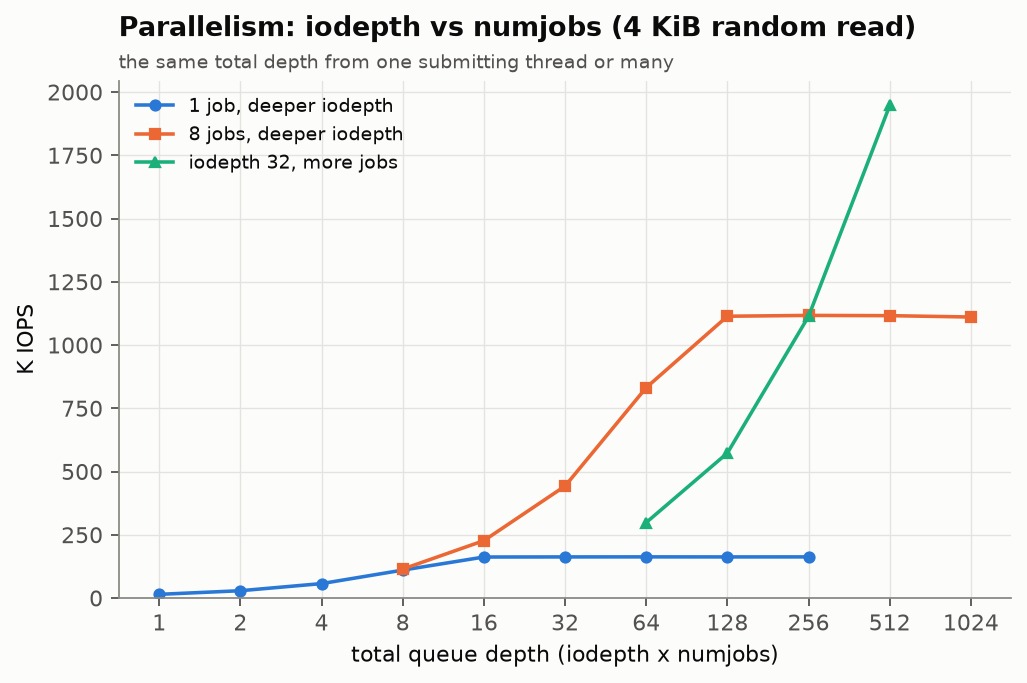 Parallelism: iodepth vs numjobs (4 KiB random read)
the same total depth from one submitting thread or many
1 job, deeper iodepth
8 jobs, deeper iodepth
iodepth 32, more jobs
K IOPS
2000
1750
1500
1250
1000
750
500
250
0
1 2 4 8 16 32 64 128 256 512 1024
total queue depth (iodepth x numjobs)